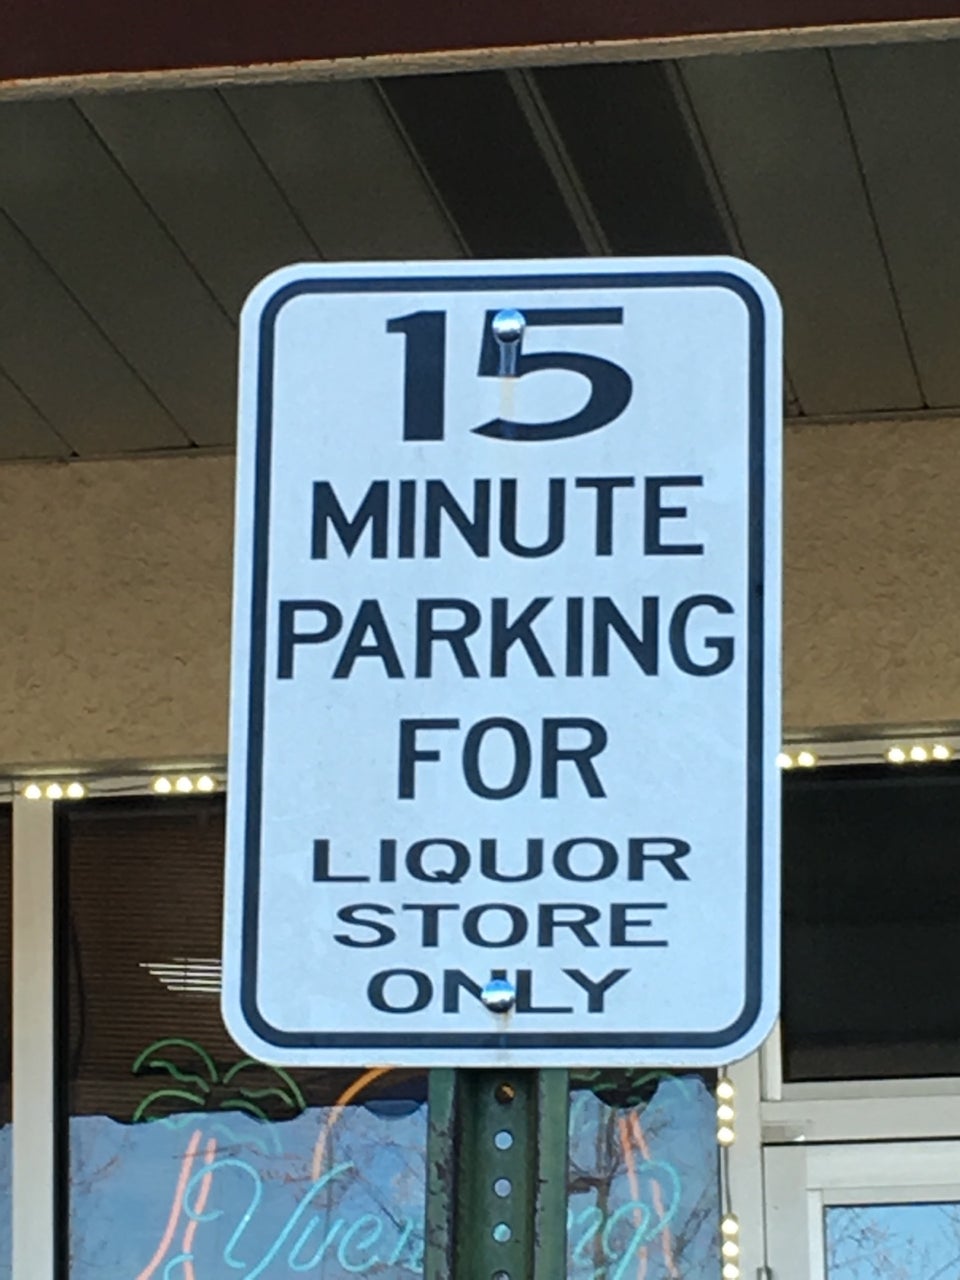 15
MINUTE
PARKING
FOR
LIQUOR
STORE
ONLY